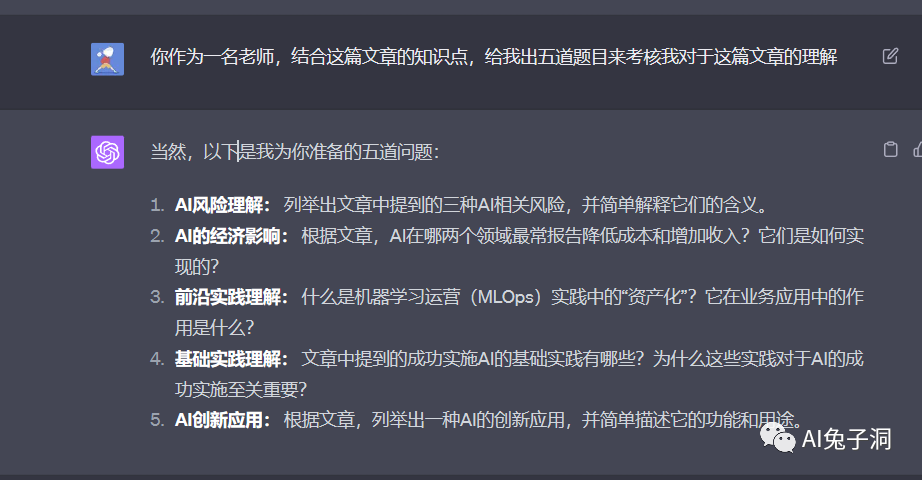 你作为一名老师，结合这篇文章的知识点，给我出五道题目来考核我对于这篇文章的理解
当然，以下是我为你准备的五道问题：
1. AI风险理解： 列举出文章中提到的三种AI相关风险，并简单解释它们的含义。
2. AI的经济影响： 根据文章，AI在哪两个领域最常报告降低成本和增加收入？它们是如何实
现的？
3. 前沿实践理解： 什么是机器学习运营（MLOps）实践中的“资产化”？它在业务应用中的作
用是什么？
4. 基础实践理解： 文章中提到的成功实施AI的基础实践有哪些？为什么这些实践对于AI的成
功实施至关重要？
5. AI创新应用： 根据文章，列举出一种AI的创新应用，并简单描述它的功能和用途。
AI兔子洞